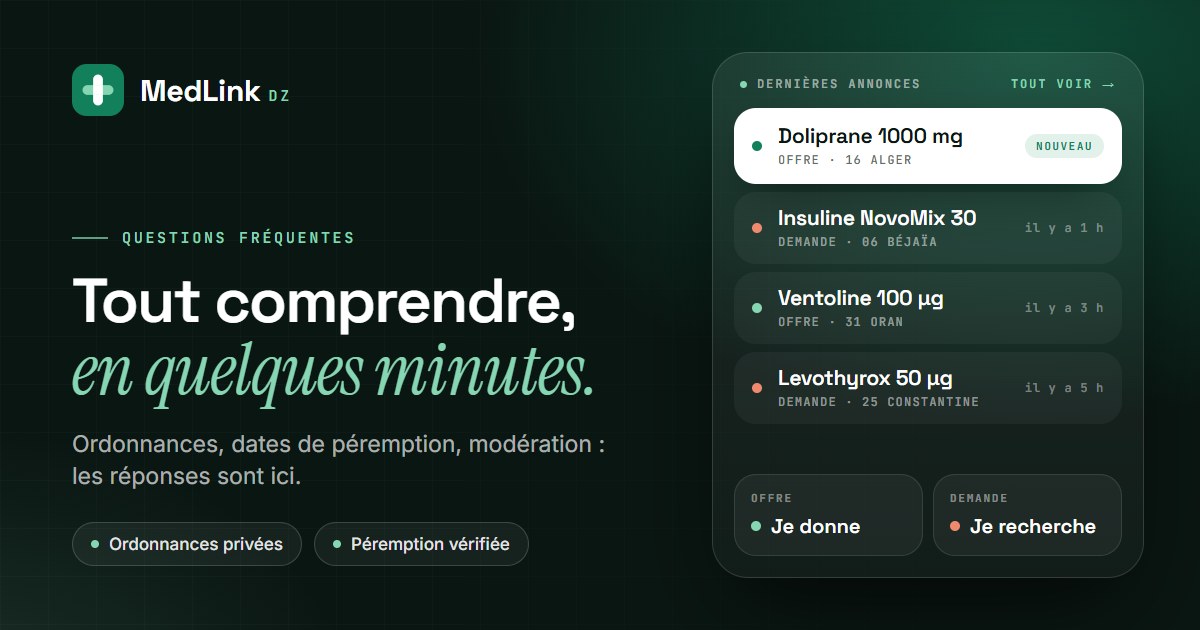 MedLink DZ
QUESTIONS FRÉQUENTES
Tout comprendre,
en quelques minutes.
Ordonnances, dates de péremption, modération :
les réponses sont ici.
Ordonnances privées
Péremption vérifiée
DERNIÈRES ANNONCES
TOUT VOIR →
Doliprane 1000 mg
OFFRE · 16 ALGER
NOUVEAU
Insuline NovoMix 30
DEMANDE · 06 BÉJAÏA
il y a 1 h
Ventoline 100 µg
OFFRE · 31 ORAN
il y a 3 h
Levothyrox 50 µg
DEMANDE · 25 CONSTANTINE
il y a 5 h
OFFRE
Je donne
DEMANDE
Je recherche